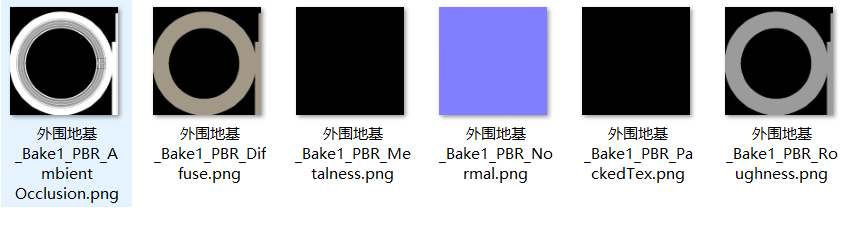 外围地基
_Bake1_PBR_A
mbient
Occlusion.png
外围地基
_Bake1_PBR_Dif
fuse.png
外围地基
_Bake1_PBR_Me
talness.png
外围地基
_Bake1_PBR_No
rmal.png
外围地基
_Bake1_PBR_Pa
ckedTex.png
外围地基
_Bake1_PBR_Ro
ughness.png